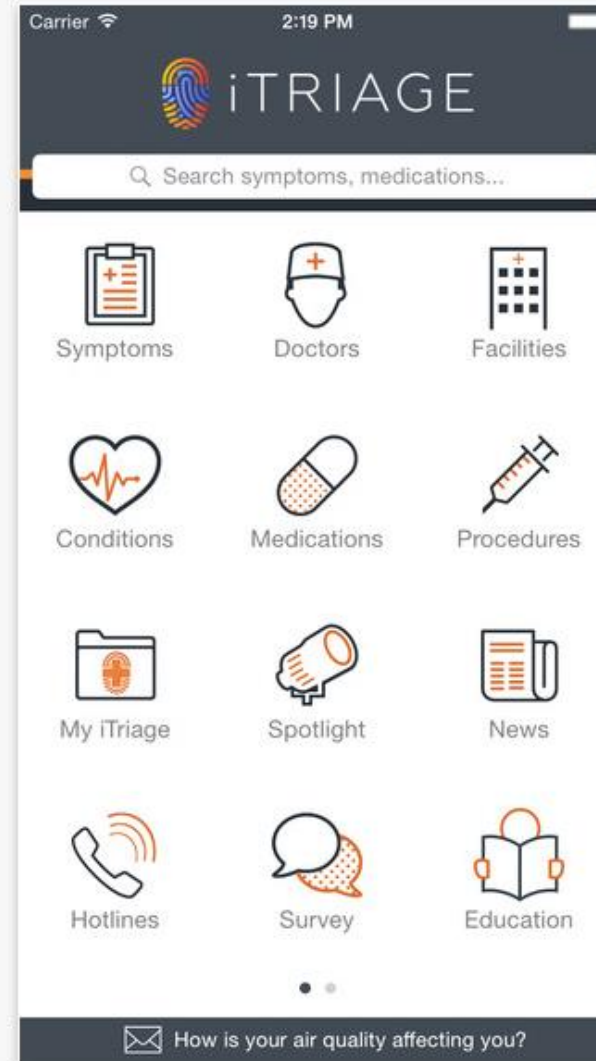 Carrier 2:19 PM
iTRIAGE
Search symptoms, medications...
Symptoms Doctors Facilities
Conditions Medications Procedures
My iTriage Spotlight News
Hotlines Survey Education
How is your air quality affecting you?